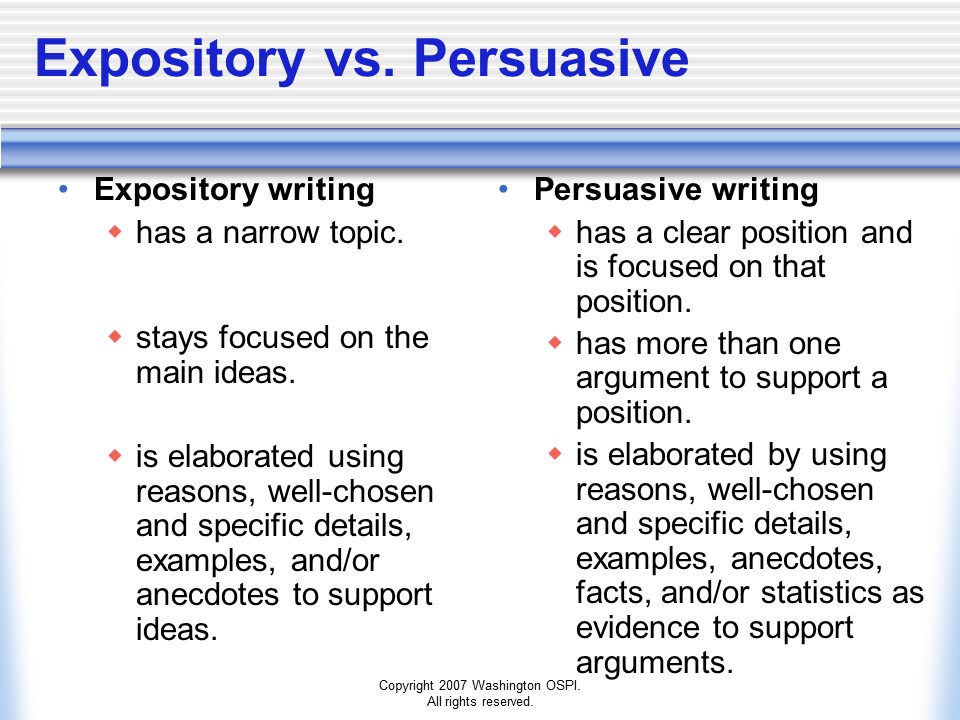 Expository vs. Persuasive
• Expository writing
◆ has a narrow topic.
◆ stays focused on the
main ideas.
◆ is elaborated using
reasons, well-chosen
and specific details,
examples, and/or
anecdotes to support
ideas.
• Persuasive writing
◆ has a clear position and
is focused on that
position.
◆ has more than one
argument to support a
position.
◆ is elaborated by using
reasons, well-chosen
and specific details,
examples, anecdotes,
facts, and/or statistics as
evidence to support
arguments.
Copyright 2007 Washington OSPI.
All rights reserved.